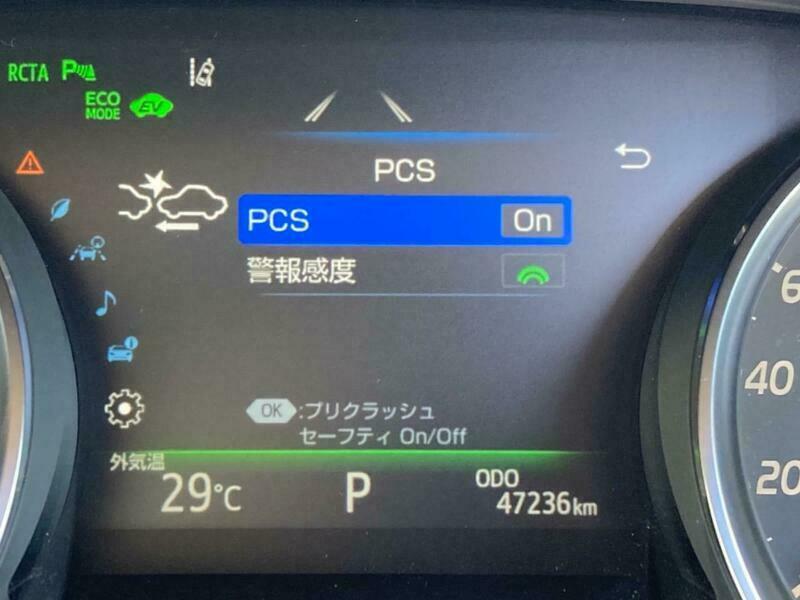 RCTA P
ECO
MODE EV
PCS
PCS On
警報感度
OK :プリクラッシュ
セーフティ On/Off
外気温
29℃
P
ODO
47236km
6
40
20